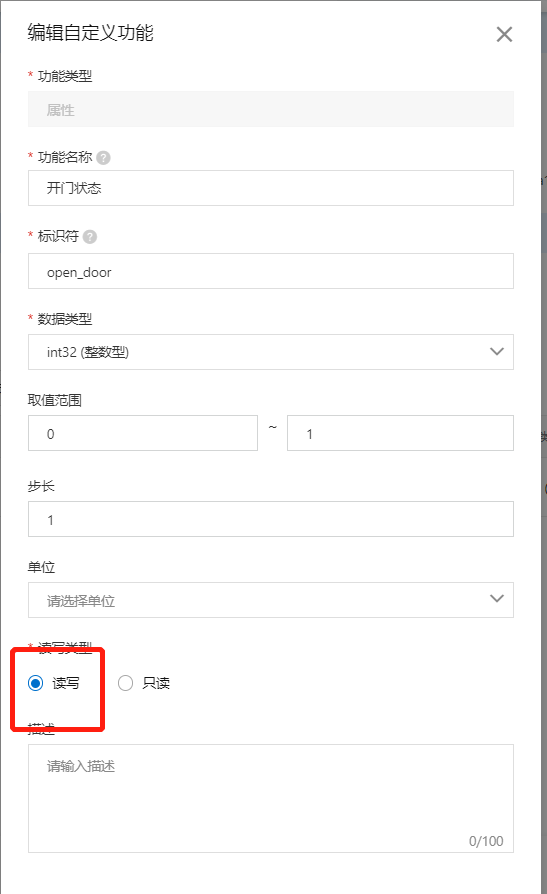 编辑自定义功能
* 功能类型
属性
* 功能名称
开门状态
* 标识符
open_door
* 数据类型
int32 (整数型)
取值范围
0 ~ 1
步长
1
单位
请选择单位
* 读写类型
读写 只读
描述
请输入描述
0/100